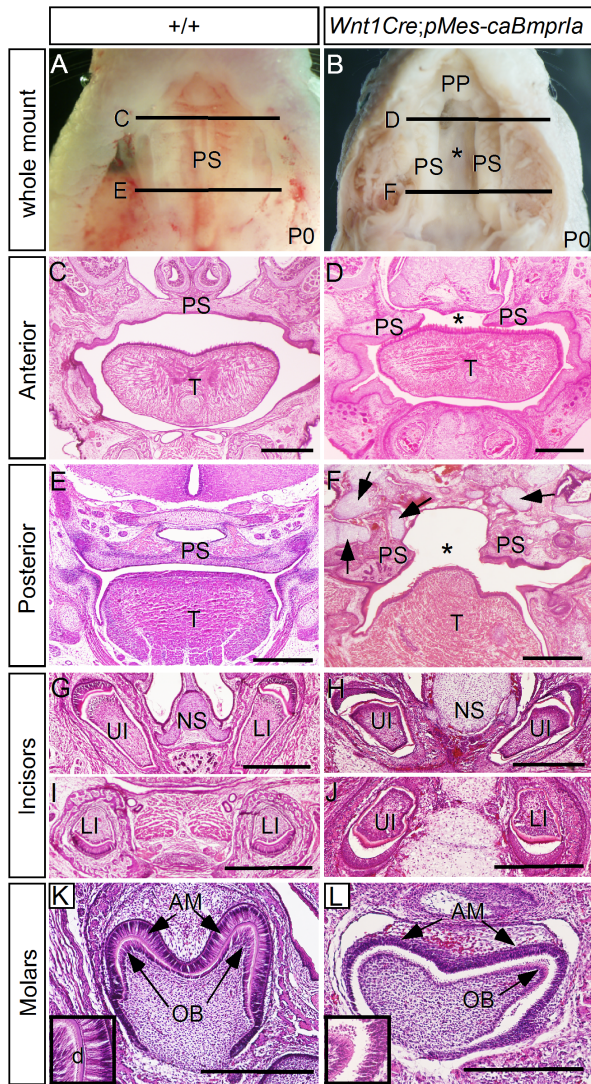 +/+
Wnt1Cre;pMes-caBmprIa
whole mount
A
C
PS
E
P0
B
PP
D
PS * PS
F
P0
Anterior
C
PS
T
D
PS * PS
T
Posterior
E
PS
T
F
PS * PS
T
Incisors
G
UI NS LI
H
NS
UI UI
I
LI LI
J
UI LI
Molars
K
AM
OB
d
L
AM
OB